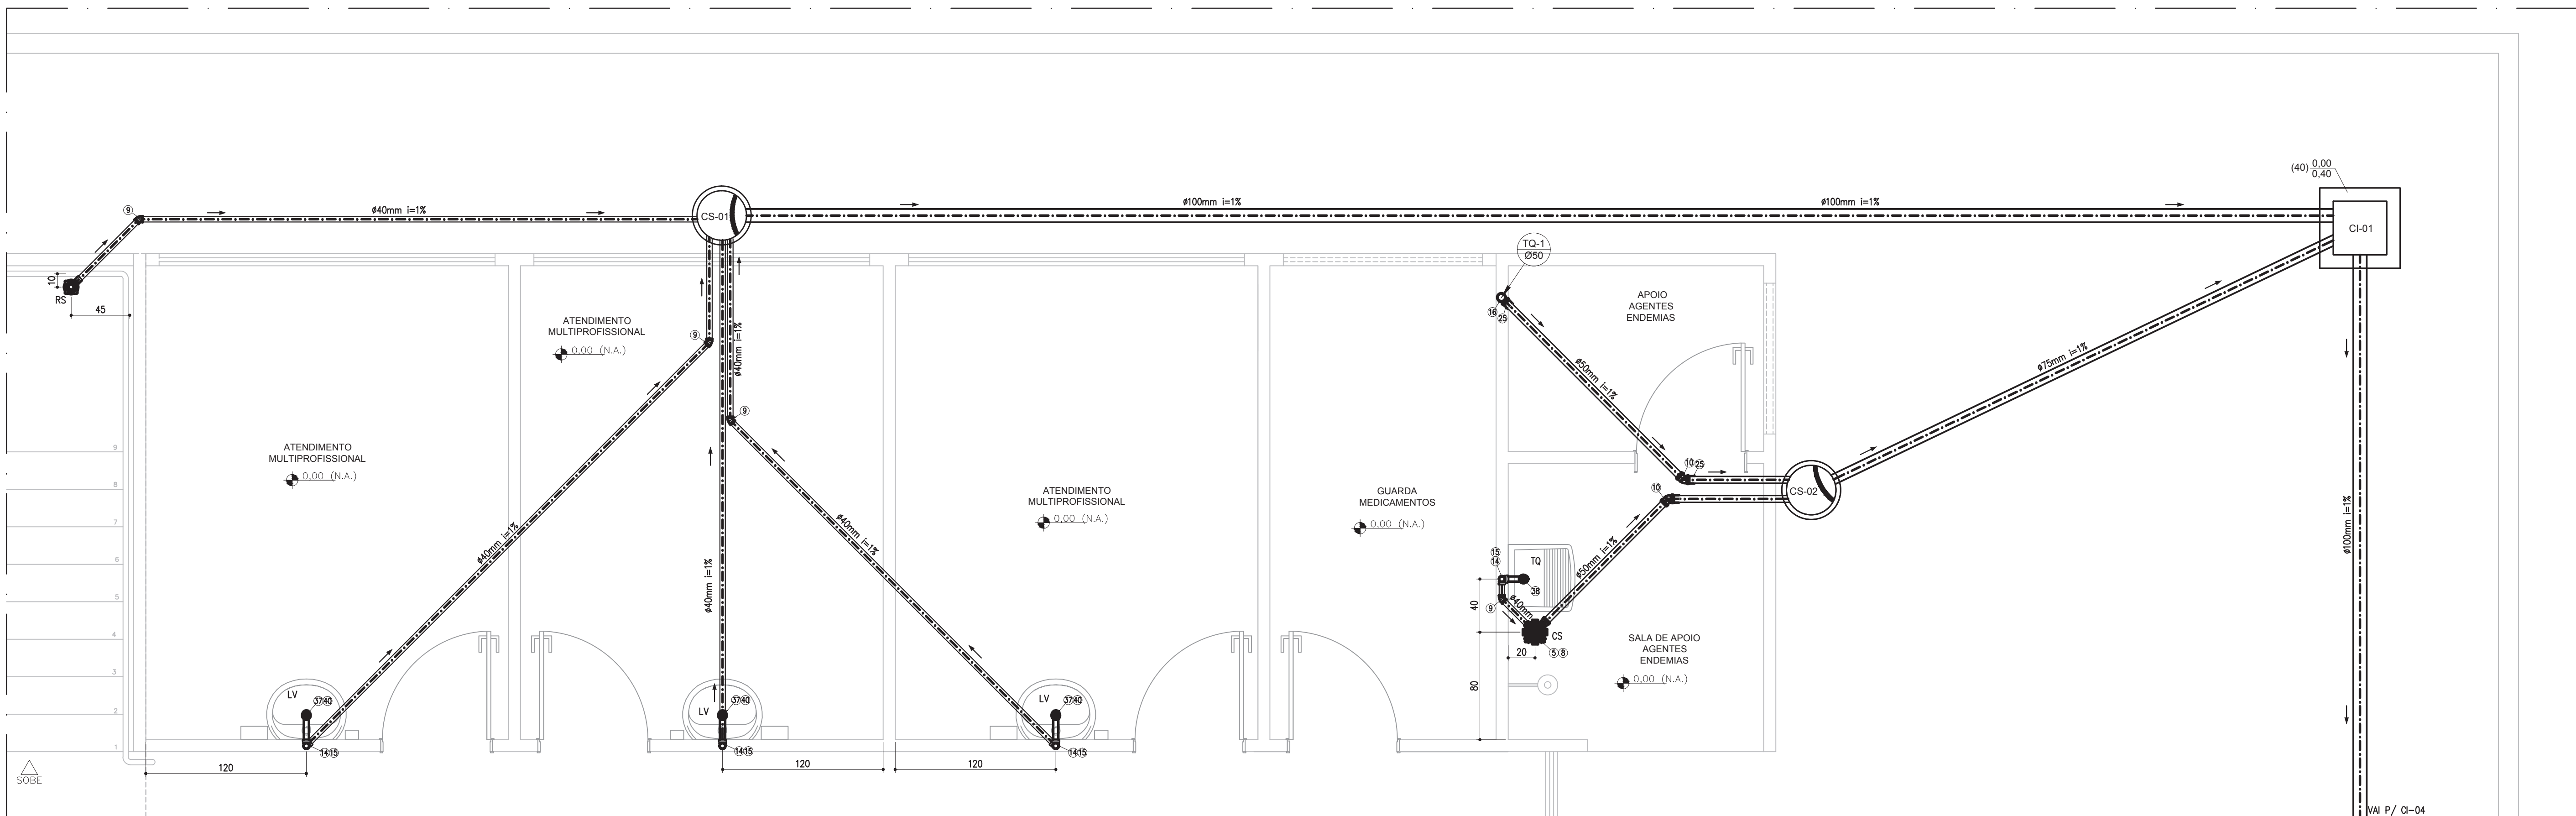 (40) 0,00
0,40
⑨
ø40mm i=1%
CS-01
ø100mm i=1%
ø100mm i=1%
CI-01
TQ-1
Ø50
10
RS
45
ATENDIMENTO
MULTIPROFISSIONAL
0,00 (N.A.)
⑨
ø40mm i=1%
⑨
16
25
APOIO
AGENTES
ENDEMIAS
ø50mm i=1%
ø75mm i=1%
ATENDIMENTO
MULTIPROFISSIONAL
0,00 (N.A.)
9
8
7
6
5
4
3
2
1
ø40mm i=1%
ø40mm i=1%
ø40mm i=1%
ATENDIMENTO
MULTIPROFISSIONAL
0,00 (N.A.)
GUARDA
MEDICAMENTOS
0,00 (N.A.)
10 25
10
CS-02
ø100mm i=1%
15
14
TQ
38
ø50mm i=1%
⑨
ø40mm
40
CS
5 8
20
80
SALA DE APOIO
AGENTES
ENDEMIAS
0,00 (N.A.)
LV
37 40
14 15
LV
37 40
14 15
LV
37 40
14 15
120
120
120
SOBE
VAI P/ CI-04